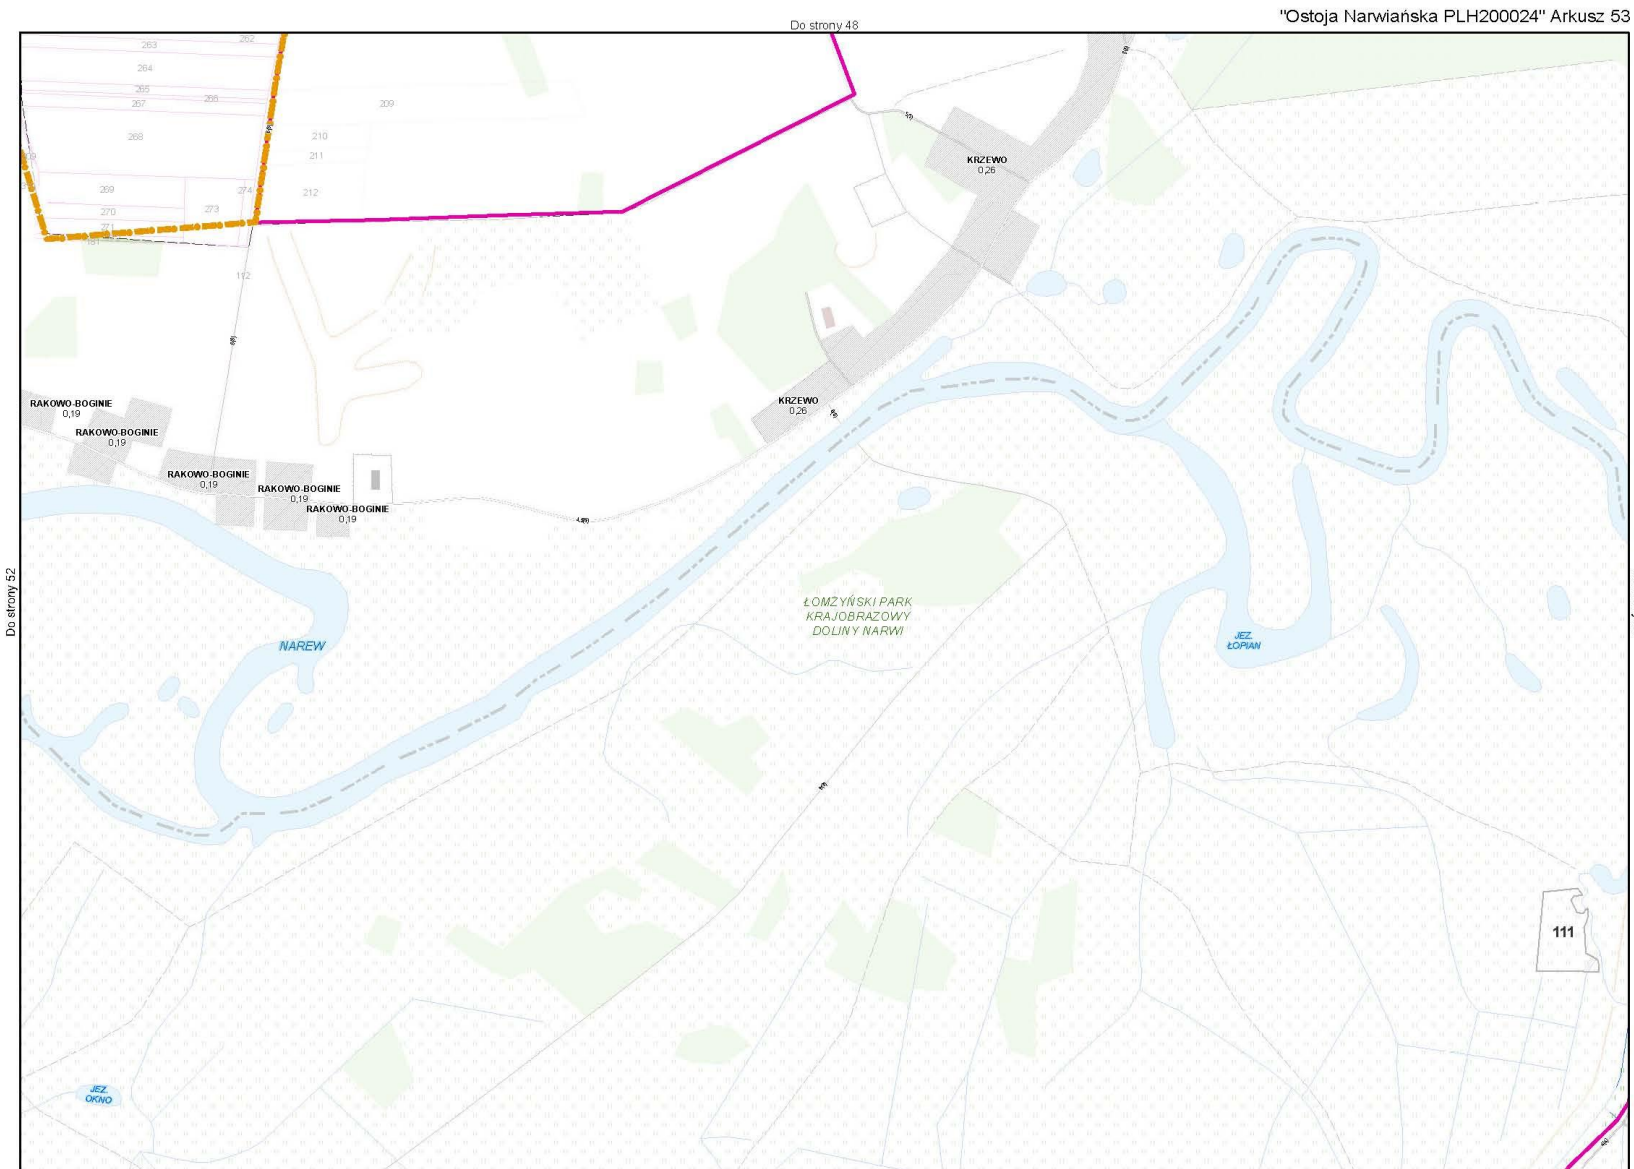 "Ostoja Narwiańska PLH200024" Arkusz 53
Do strony 48
262
263
264
265
266
267
268
209
210
211
212
269
270
273
274
181
112
KRZEWO
0,26
KRZEWO
0,26
RAKOWO-BOGINIE
0,19
RAKOWO-BOGINIE
0,19
RAKOWO-BOGINIE
0,19
RAKOWO-BOGINIE
0,19
RAKOWO-BOGINIE
0,19
Do strony 52
ŁOMŻYŃSKI PARK
KRAJOBRAZOWY
DOLINY NARWI
NAREW
JEZ.
ŁOPIAN
111
JEZ.
OKNO